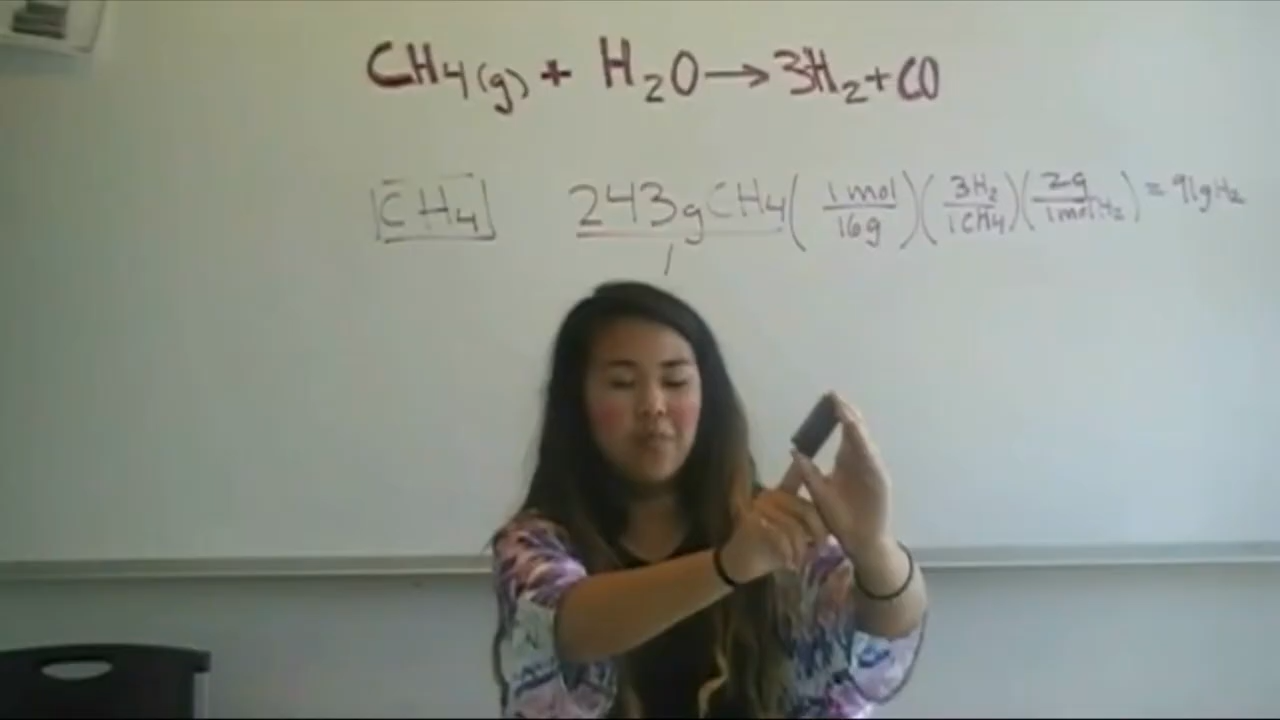 CH₄(g) + H₂O → 3H₂ + CO
CH₄ 243g CH₄ (1 mol/16g) (3H₂/1CH₄) (2g/1mol H₂) = 91g H₂